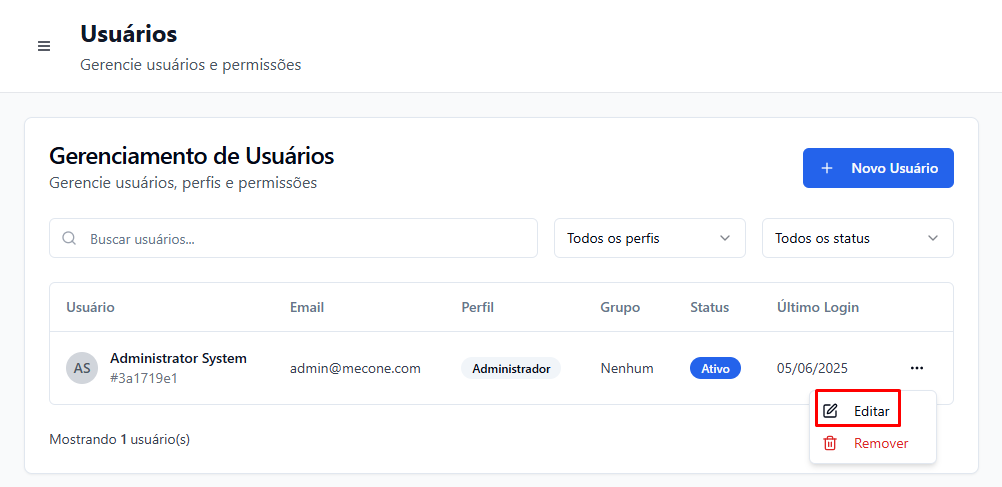 Usuários
Gerencie usuários e permissões
Gerenciamento de Usuários
Gerencie usuários, perfis e permissões
Novo Usuário
Buscar usuários...
Todos os perfis
Todos os status
Usuário Email Perfil Grupo Status Último Login
AS Administrator System admin@mecone.com Administrador Nenhum Ativo 05/06/2025 ...
#3a1719e1
Editar
Mostrando 1 usuário(s)
Remover